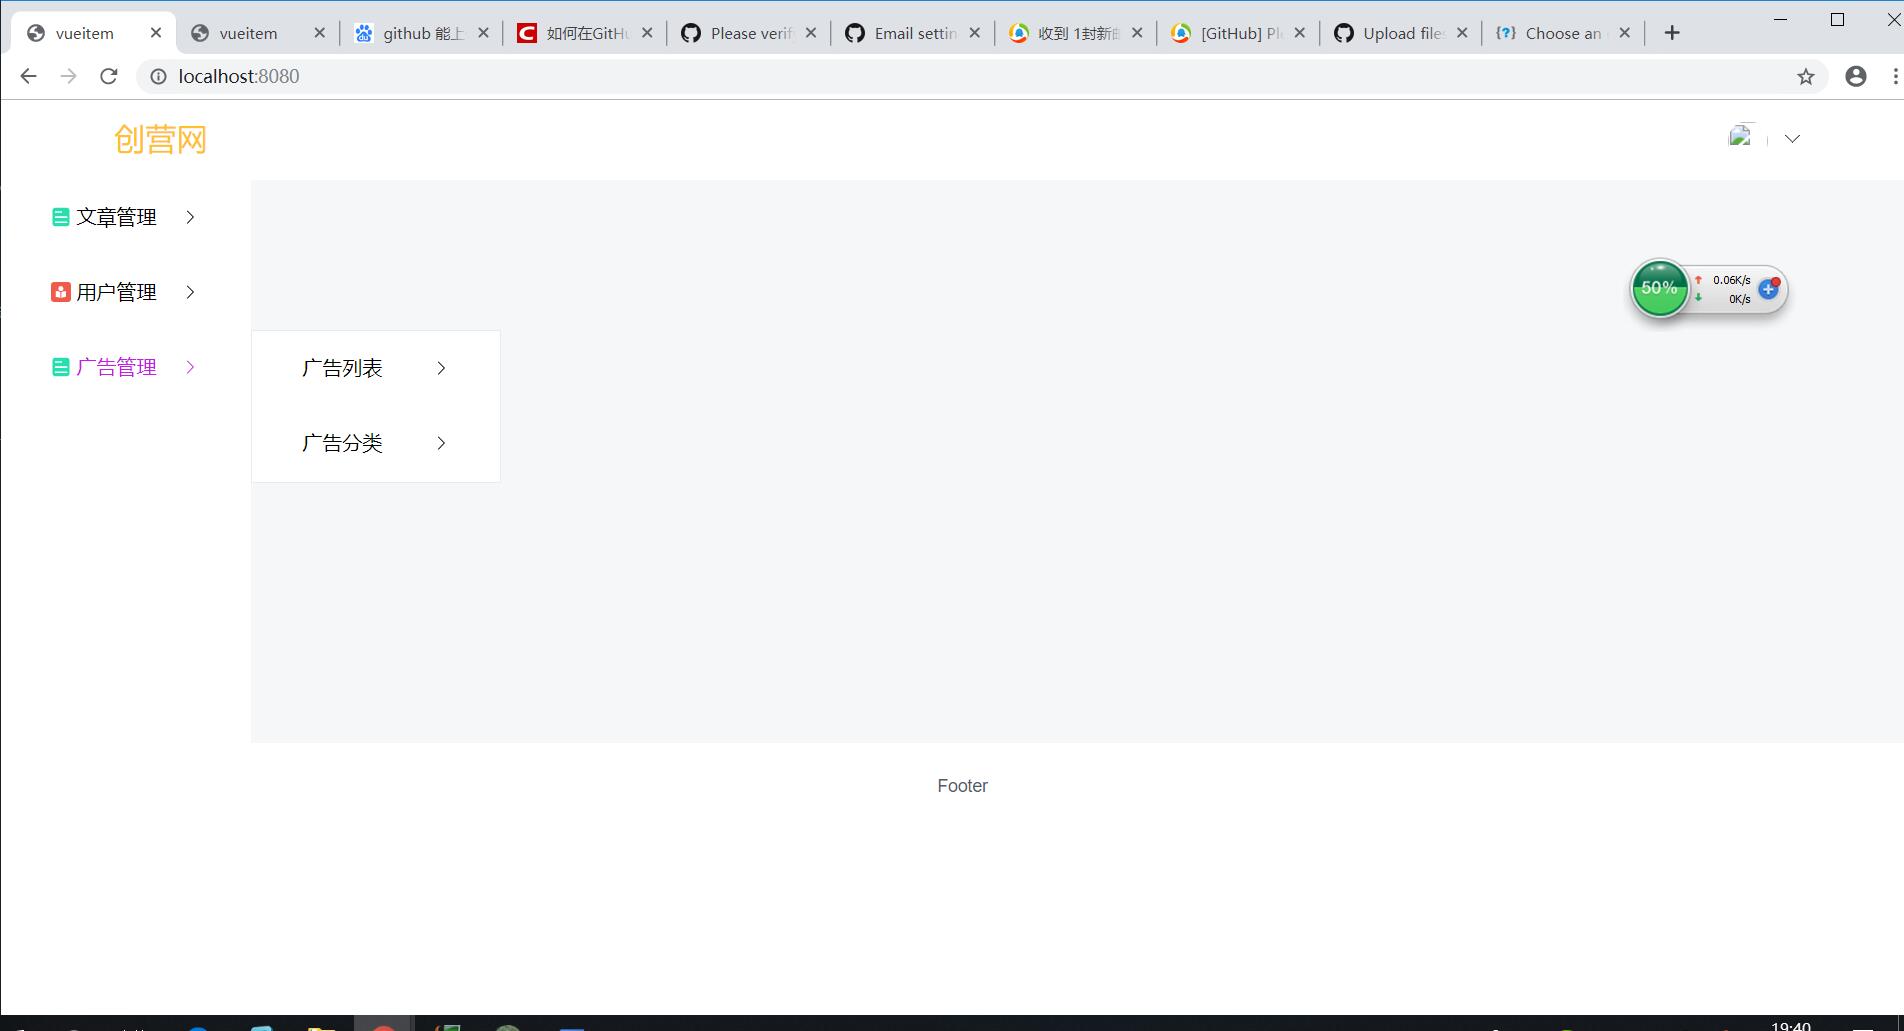 vueitem
vueitem
github 能上
如何在GitHu
Please verif
Email settin
收到 1封新邮
[GitHub] Ple
Upload files
{?} Choose an
localhost:8080
创营网
文章管理
用户管理
广告管理
广告列表
广告分类
50%
0.06K/s
0K/s
Footer
19:40